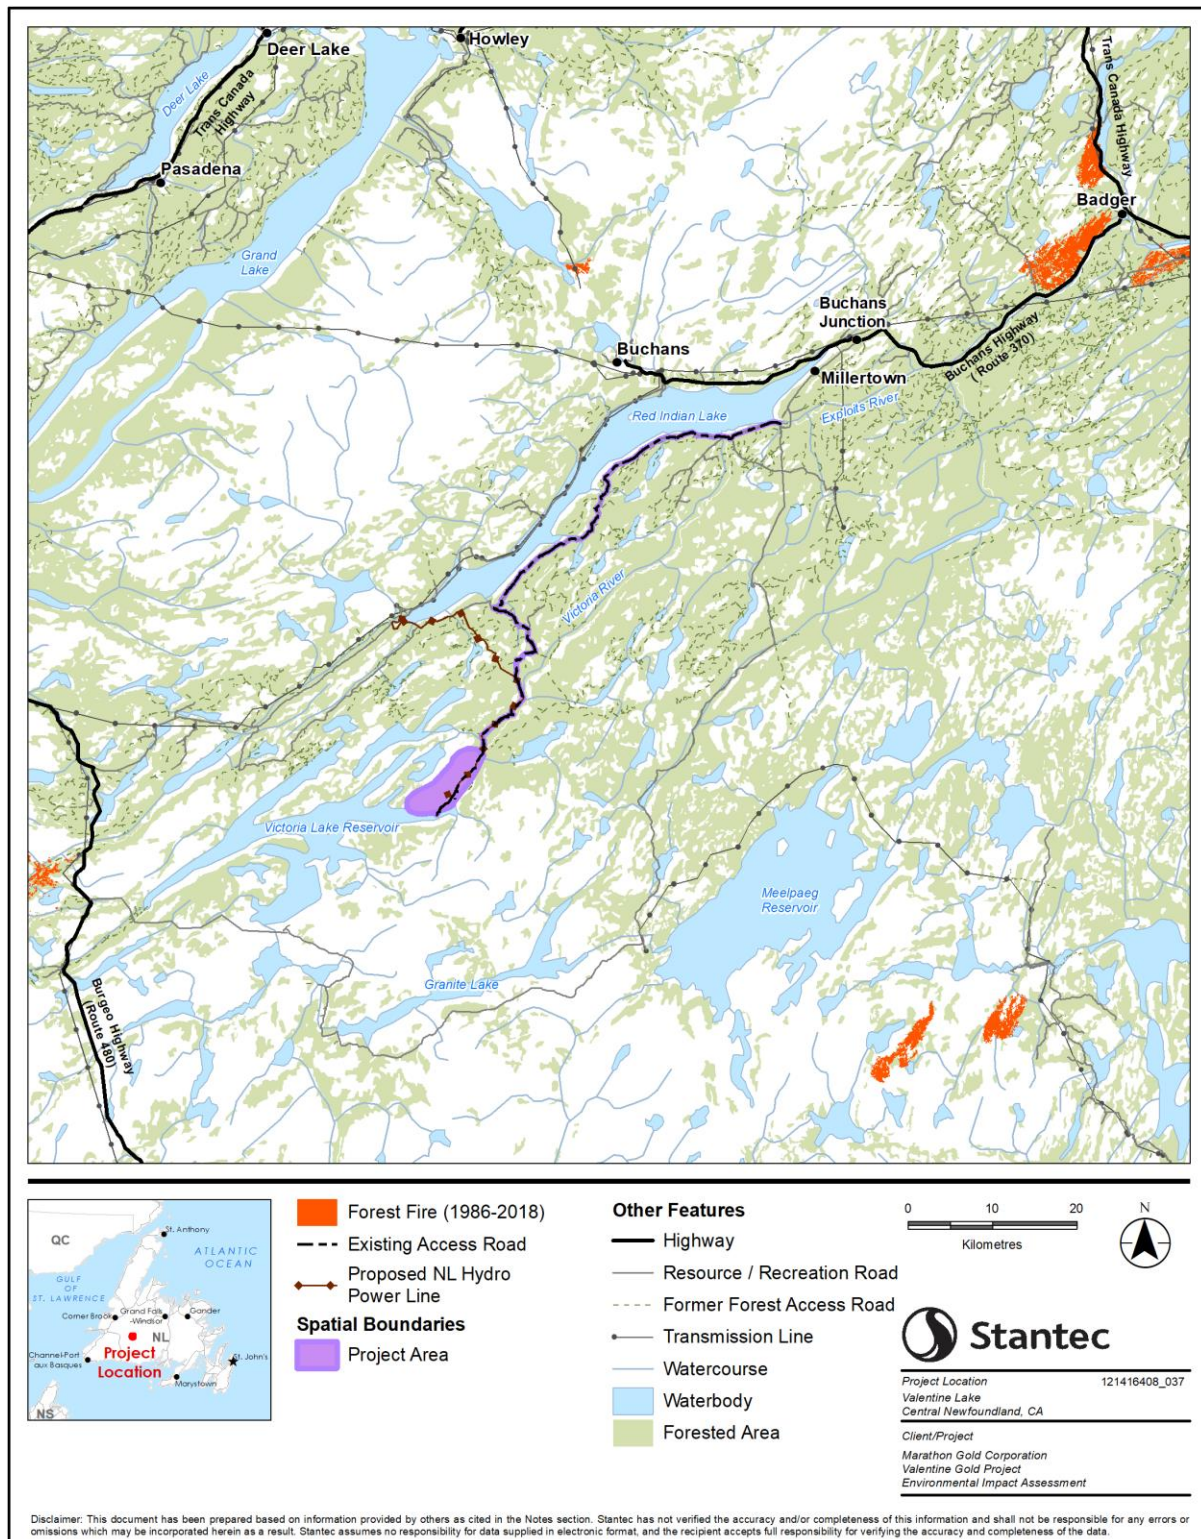 Deer Lake
Howley
Deer Lake
Trans Canada
Highway
Trans Canada Highway
Pasadena
Badger
Grand
Lake
Buchans
Junction
Buchans
Millertown
Buchans Highway
(Route 370)
Red Indian Lake
Exploits River
Victoria River
Victoria Lake Reservoir
Meelpaeg
Reservoir
Granite Lake
Burgeo Highway
(Route 480)
QC
St. Anthony
ATLANTIC
OCEAN
GULF
OF
ST. LAWRENCE
Corner Brook
Grand Falls
-Windsor
Gander
NL
Project
Location
Channel-Port
aux Basques
St. John's
Marystown
NS
Forest Fire (1986-2018)
Existing Access Road
Proposed NL Hydro
Power Line
Spatial Boundaries
Project Area
Other Features
Highway
Resource / Recreation Road
Former Forest Access Road
Transmission Line
Watercourse
Waterbody
Forested Area
0 10 20
Kilometres
N
Stantec
Project Location 121416408_037
Valentine Lake
Central Newfoundland, CA
Client/Project
Marathon Gold Corporation
Valentine Gold Project
Environmental Impact Assessment
Disclaimer: This document has been prepared based on information provided by others as cited in the Notes section. Stantec has not verified the accuracy and/or completeness of this information and shall not be responsible for any errors or
omissions which may be incorporated herein as a result. Stantec assumes no responsibility for data supplied in electronic format, and the recipient accepts full responsibility for verifying the accuracy and completeness of the data.